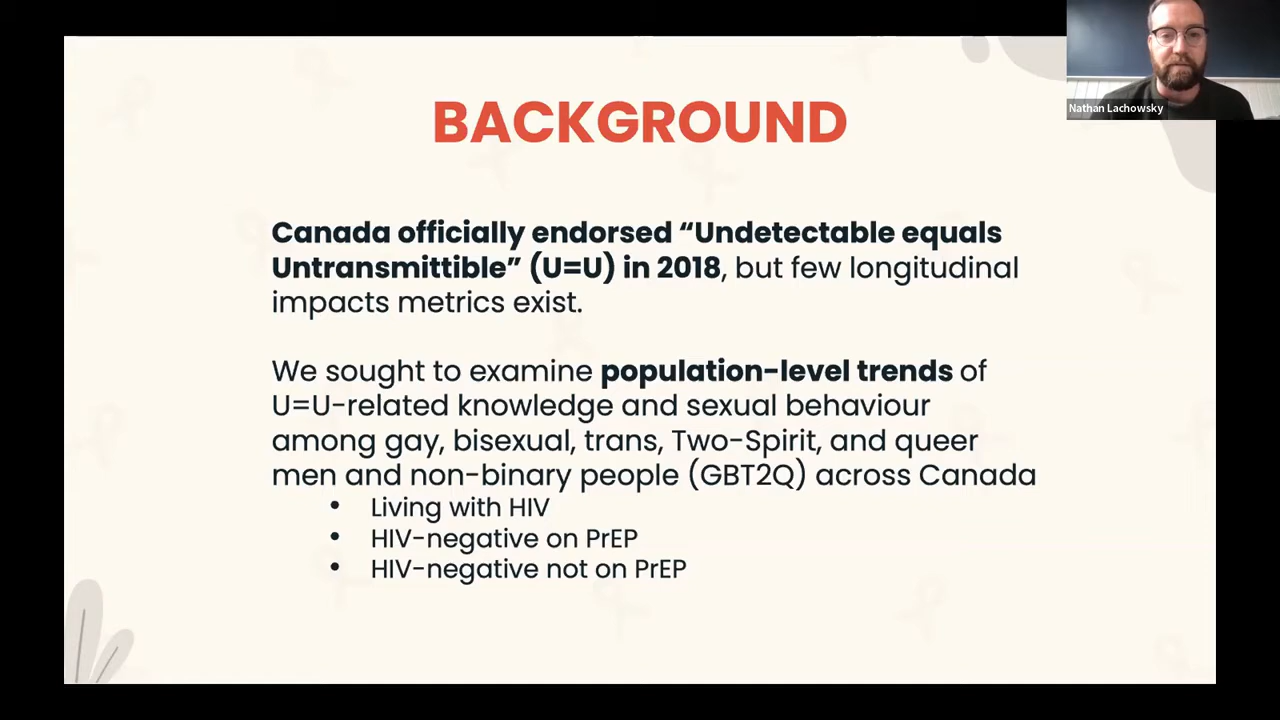 Nathan Lachowsky
BACKGROUND
Canada officially endorsed “Undetectable equals
Untransmittible” (U=U) in 2018, but few longitudinal
impacts metrics exist.
We sought to examine population-level trends of
U=U-related knowledge and sexual behaviour
among gay, bisexual, trans, Two-Spirit, and queer
men and non-binary people (GBT2Q) across Canada
• Living with HIV
• HIV-negative on PrEP
• HIV-negative not on PrEP